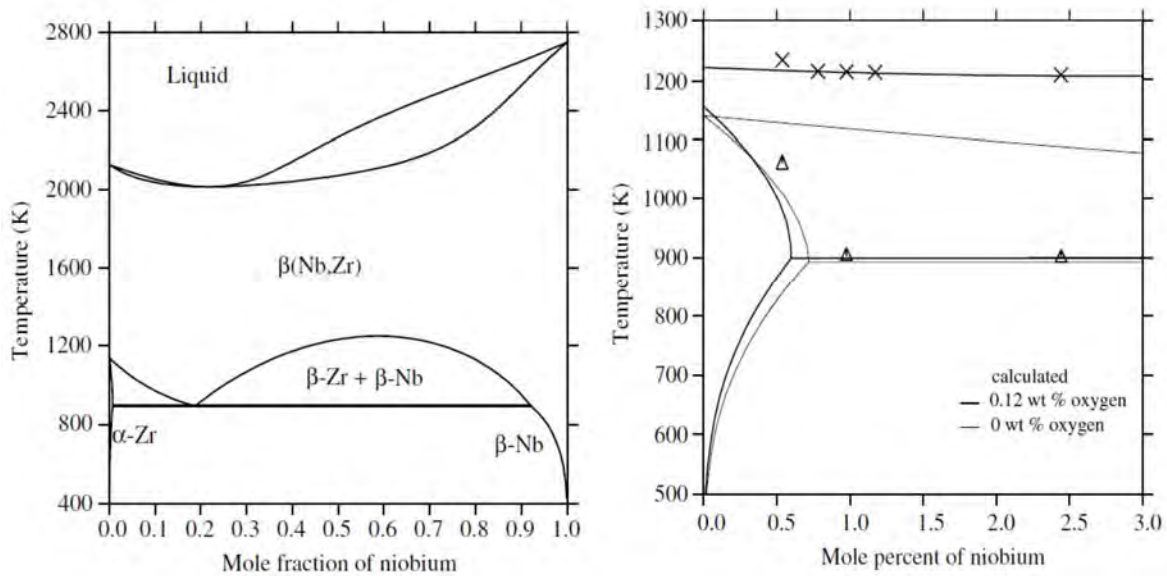 2800
2400
2000
1600
1200
800
400
Temperature (K)
Liquid
β(Nb,Zr)
β-Zr + β-Nb
α-Zr
β-Nb
0.0 0.1 0.2 0.3 0.4 0.5 0.6 0.7 0.8 0.9 1.0
Mole fraction of niobium
1300
1200
1100
1000
900
800
700
600
500
Temperature (K)
calculated
0.12 wt % oxygen
0 wt % oxygen
0.0 0.5 1.0 1.5 2.0 2.5 3.0
Mole percent of niobium